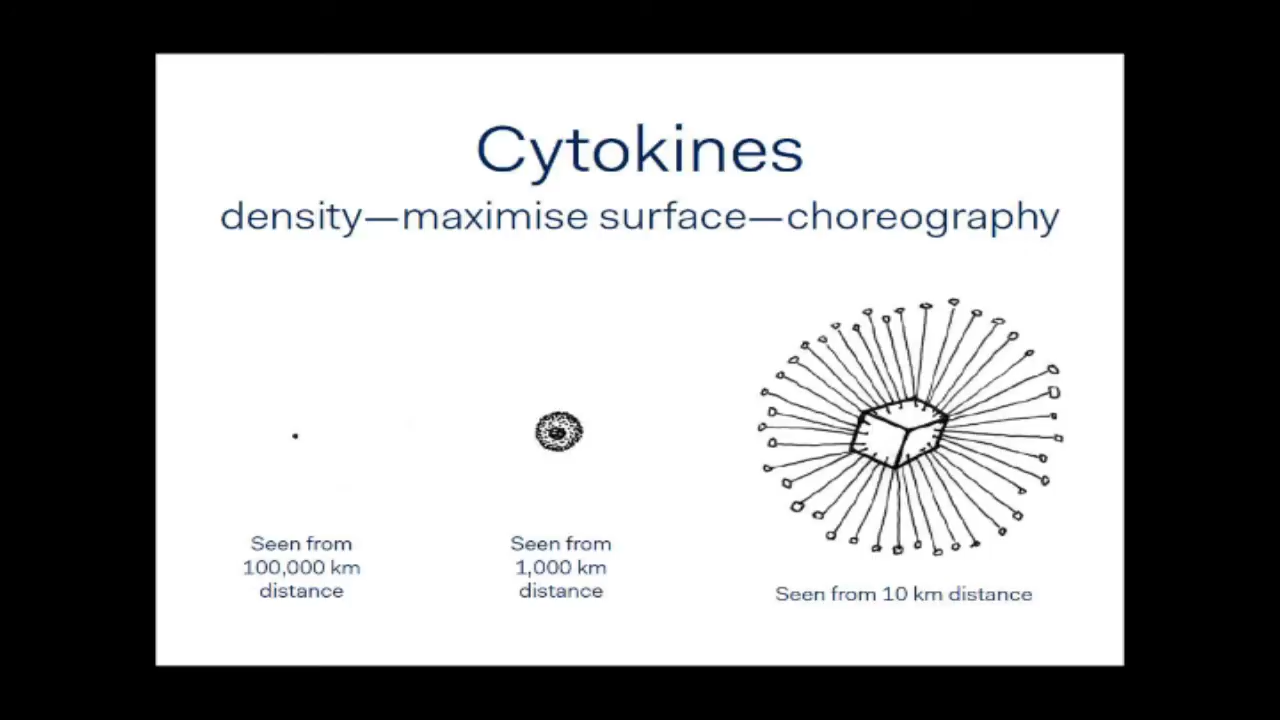 Cytokines
density—maximise surface—choreography
Seen from
100,000 km
distance
Seen from
1,000 km
distance
Seen from 10 km distance